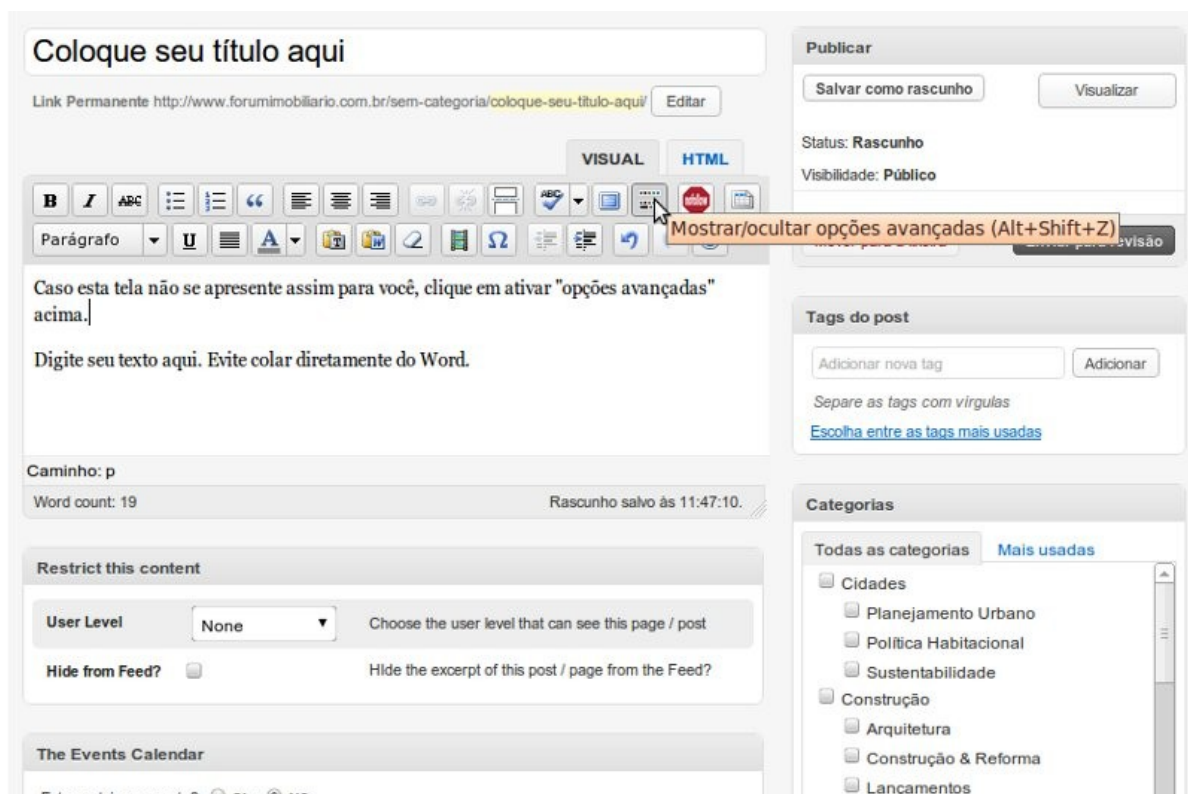 Coloque seu título aqui
Link Permanente http://www.forumimobiliario.com.br/sem-categoria/coloque-seu-titulo-aqui/ Editar
VISUAL HTML
B I ABC ABC
Parágrafo U A T W Ω
Mostrar/ocultar opções avançadas (Alt+Shift+Z)
Caso esta tela não se apresente assim para você, clique em ativar "opções avançadas"
acima.
Digite seu texto aqui. Evite colar diretamente do Word.
Caminho: p
Word count: 19 Rascunho salvo às 11:47:10.
Restrict this content
User Level None Choose the user level that can see this page / post
Hide from Feed? HIde the excerpt of this post / page from the Feed?
The Events Calendar
Publicar
Salvar como rascunho Visualizar
Status: Rascunho
Visibilidade: Público
revisão
Tags do post
Adicionar nova tag Adicionar
Separe as tags com vírgulas
Escolha entre as tags mais usadas
Categorias
Todas as categorias Mais usadas
Cidades
Planejamento Urbano
Política Habitacional
Sustentabilidade
Construção
Arquitetura
Construção & Reforma
Lançamentos